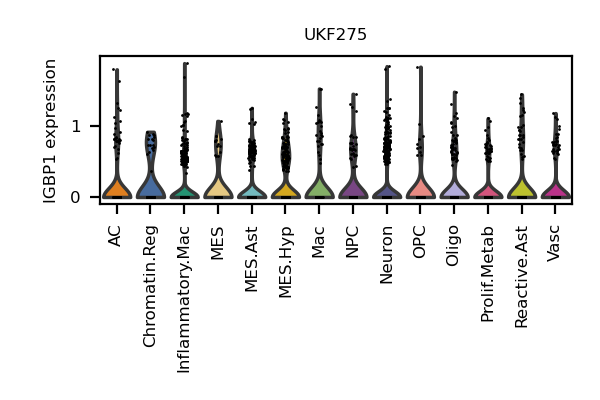 UKF275
IGBP1 expression
1
0
AC
Chromatin.Reg
Inflammatory.Mac
MES
MES.Ast
MES.Hyp
Mac
NPC
Neuron
OPC
Oligo
Prolif.Metab
Reactive.Ast
Vasc